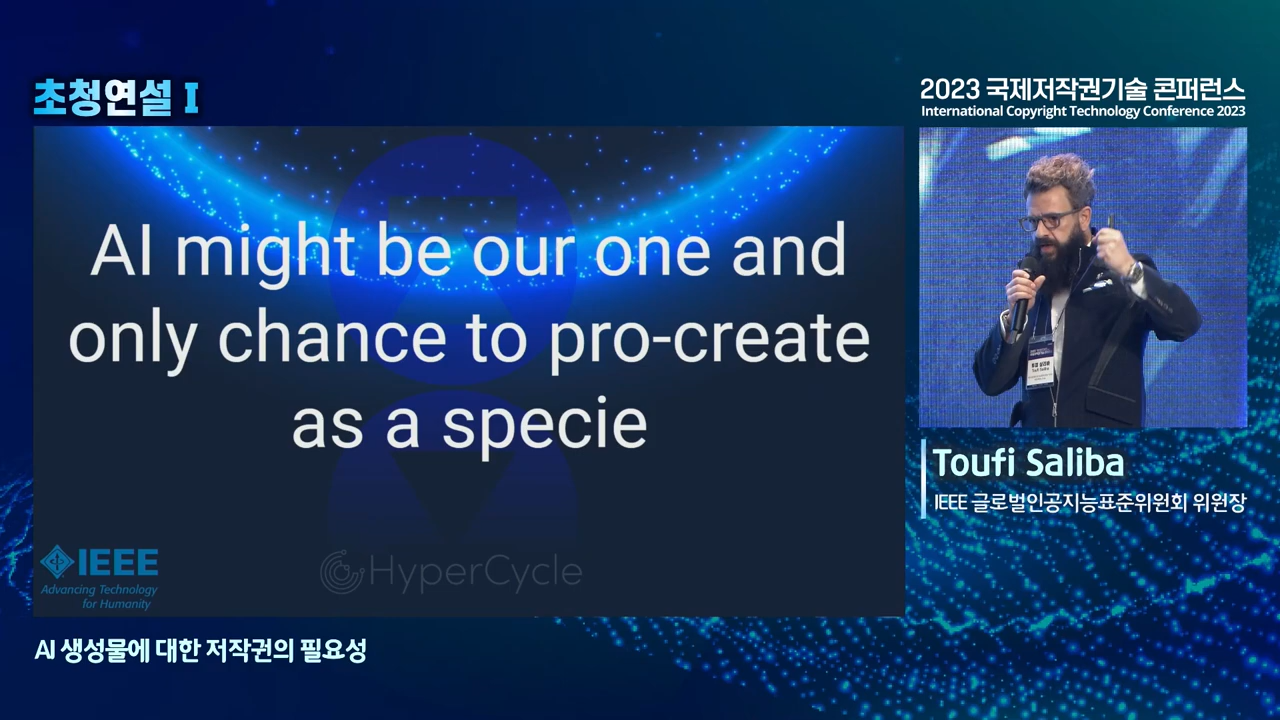 초청연설 I
2023 국제저작권기술 콘퍼런스
International Copyright Technology Conference 2023
AI might be our one and
only chance to pro-create
as a specie
IEEE
Advancing Technology
for Humanity
HyperCycle
Toufi Saliba
IEEE 글로벌인공지능표준위원회 위원장
AI 생성물에 대한 저작권의 필요성